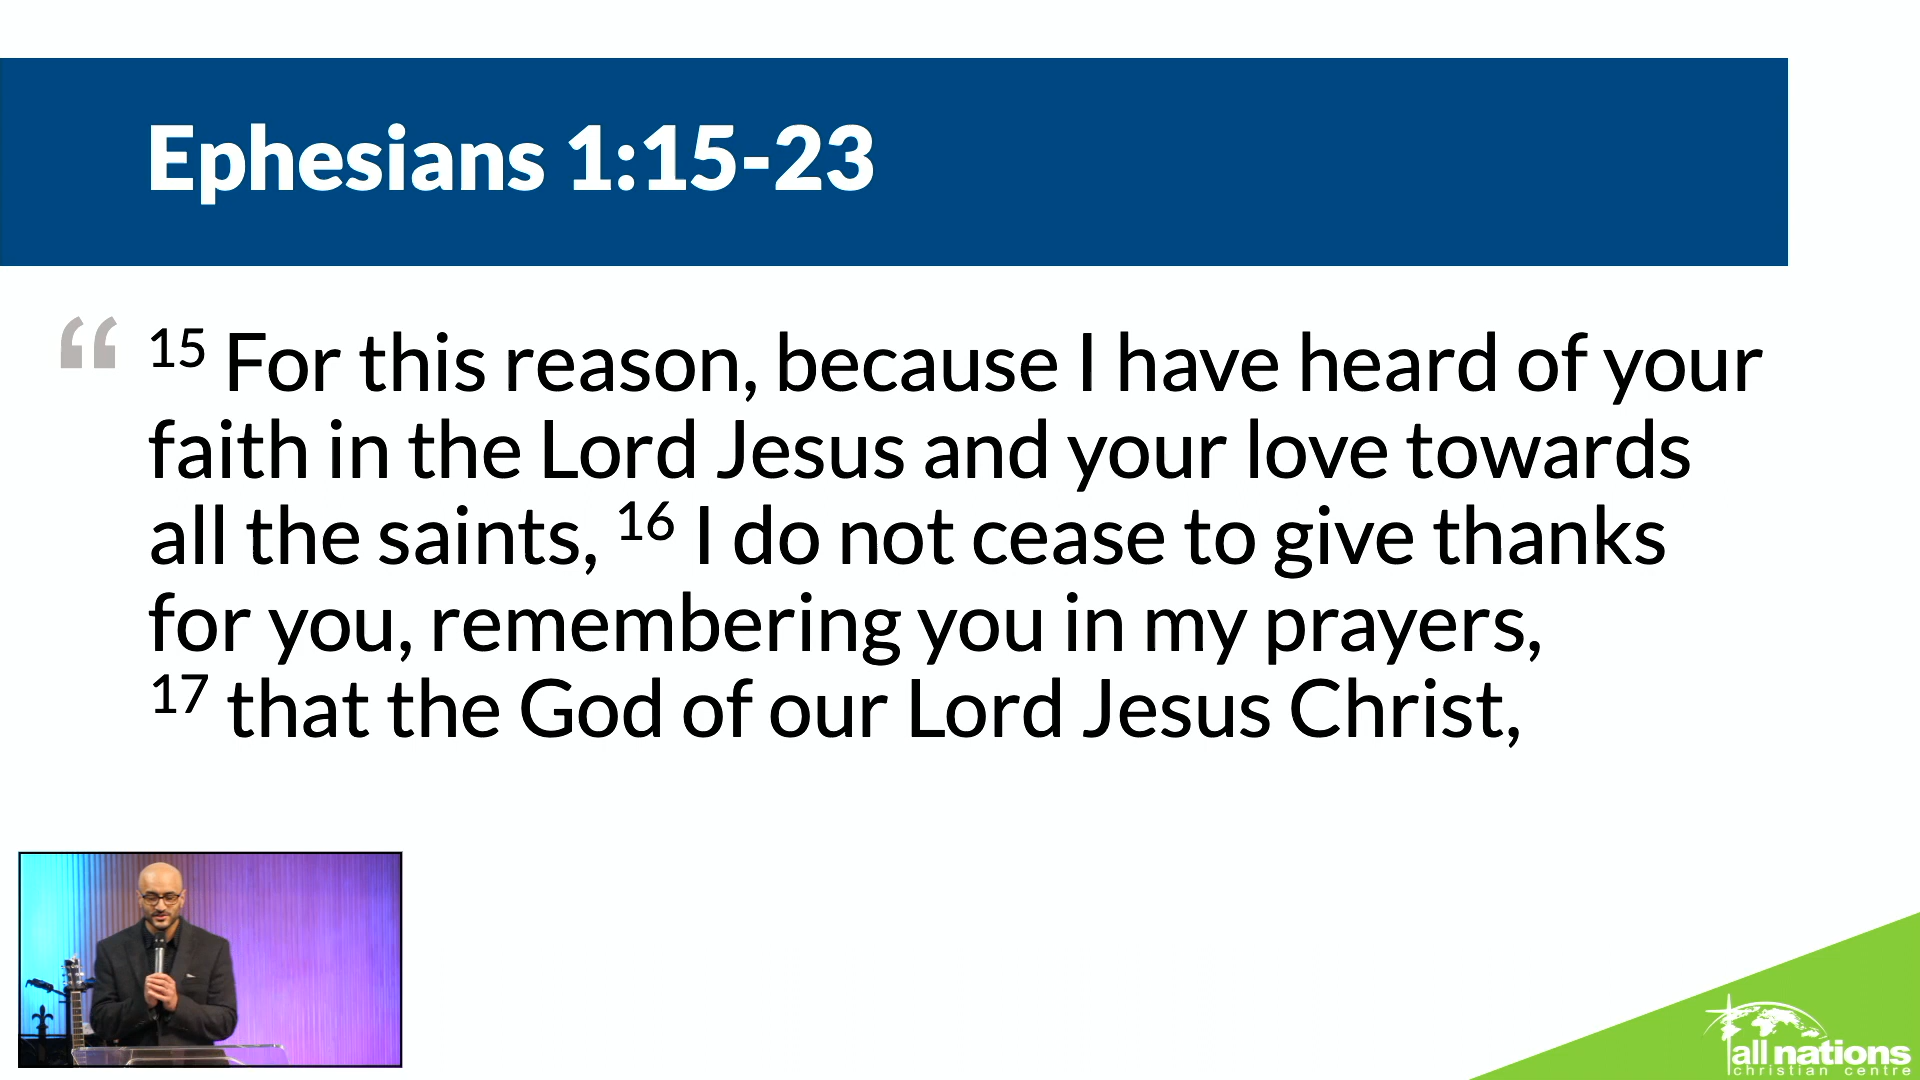 Ephesians 1:15-23
“ 15 For this reason, because I have heard of your
faith in the Lord Jesus and your love towards
all the saints, 16 I do not cease to give thanks
for you, remembering you in my prayers,
17 that the God of our Lord Jesus Christ,
all nations
christian centre